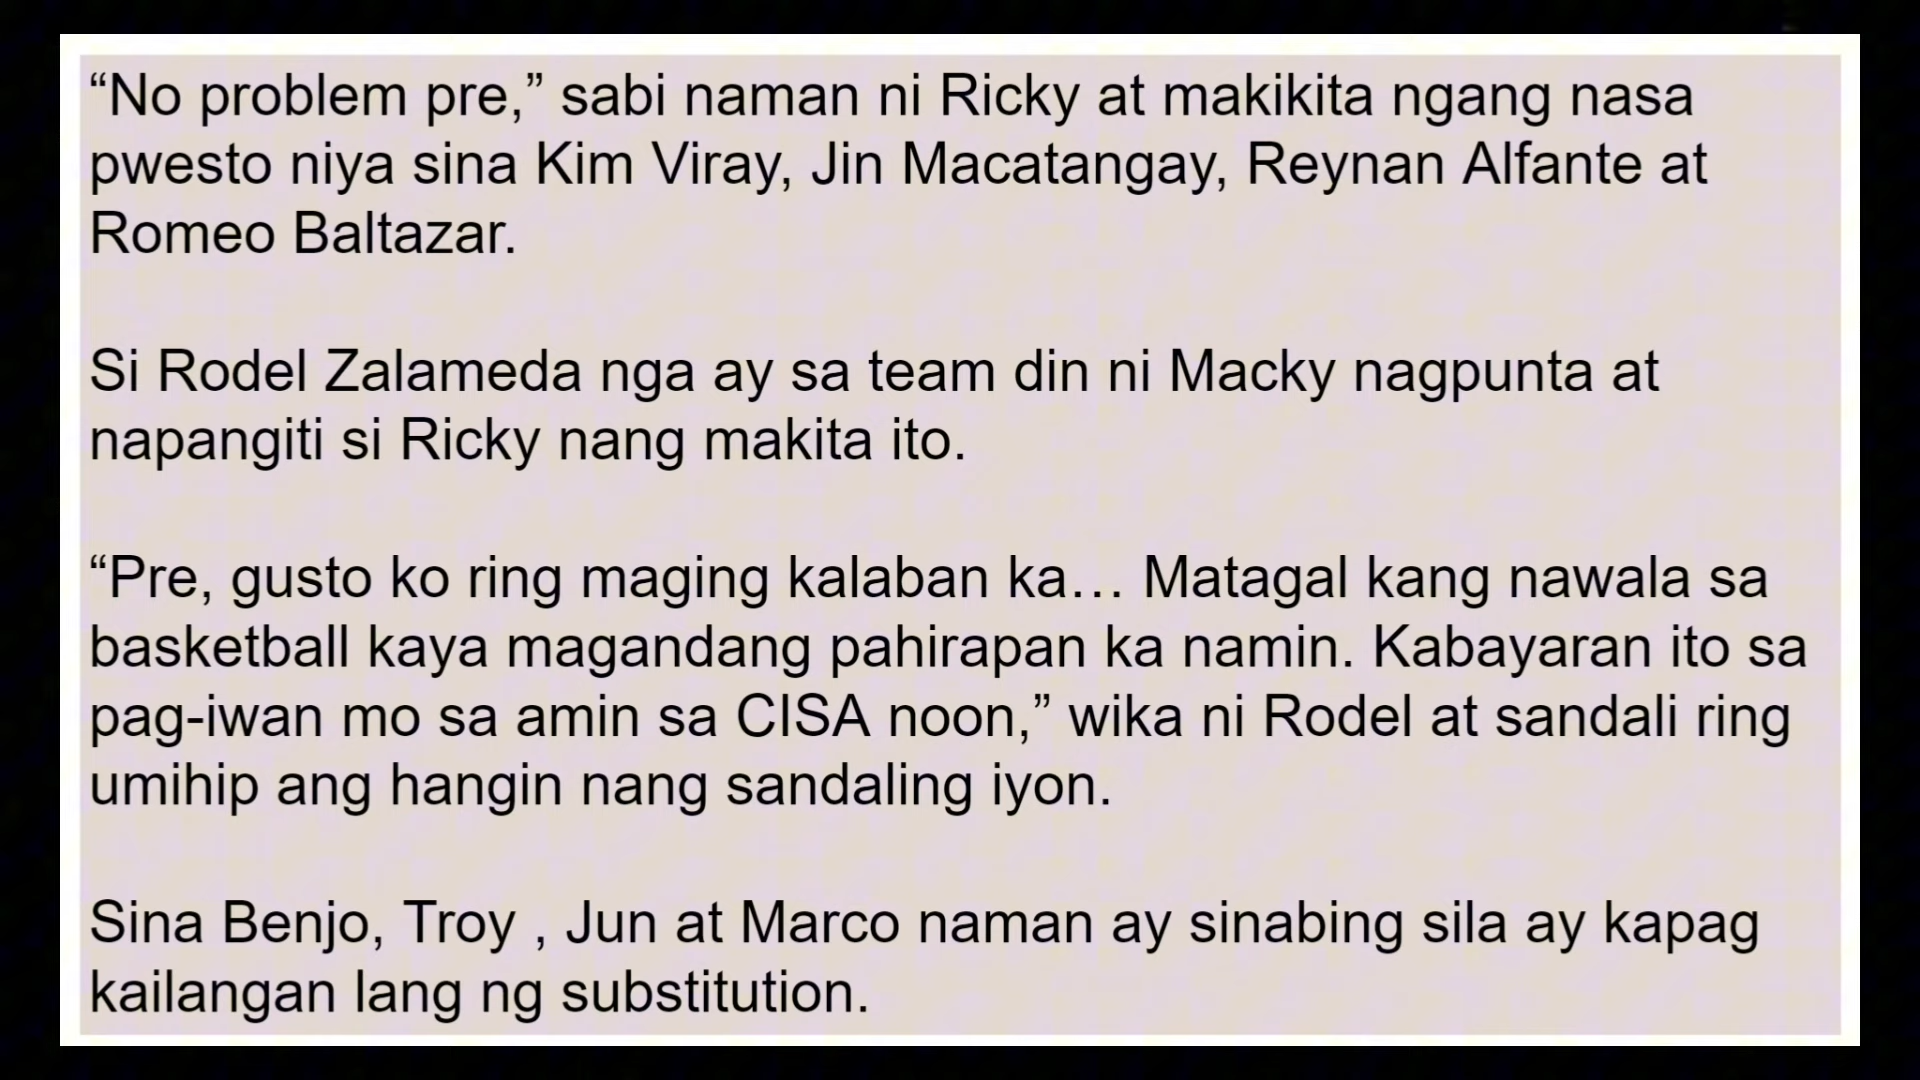 “No problem pre,” sabi naman ni Ricky at makikita ngang nasa
pwesto niya sina Kim Viray, Jin Macatangay, Reynan Alfante at
Romeo Baltazar.
Si Rodel Zalameda nga ay sa team din ni Macky nagpunta at
napangiti si Ricky nang makita ito.
“Pre, gusto ko ring maging kalaban ka… Matagal kang nawala sa
basketball kaya magandang pahirapan ka namin. Kabayaran ito sa
pag-iwan mo sa amin sa CISA noon,” wika ni Rodel at sandali ring
umihip ang hangin nang sandaling iyon.
Sina Benjo, Troy , Jun at Marco naman ay sinabing sila ay kapag
kailangan lang ng substitution.